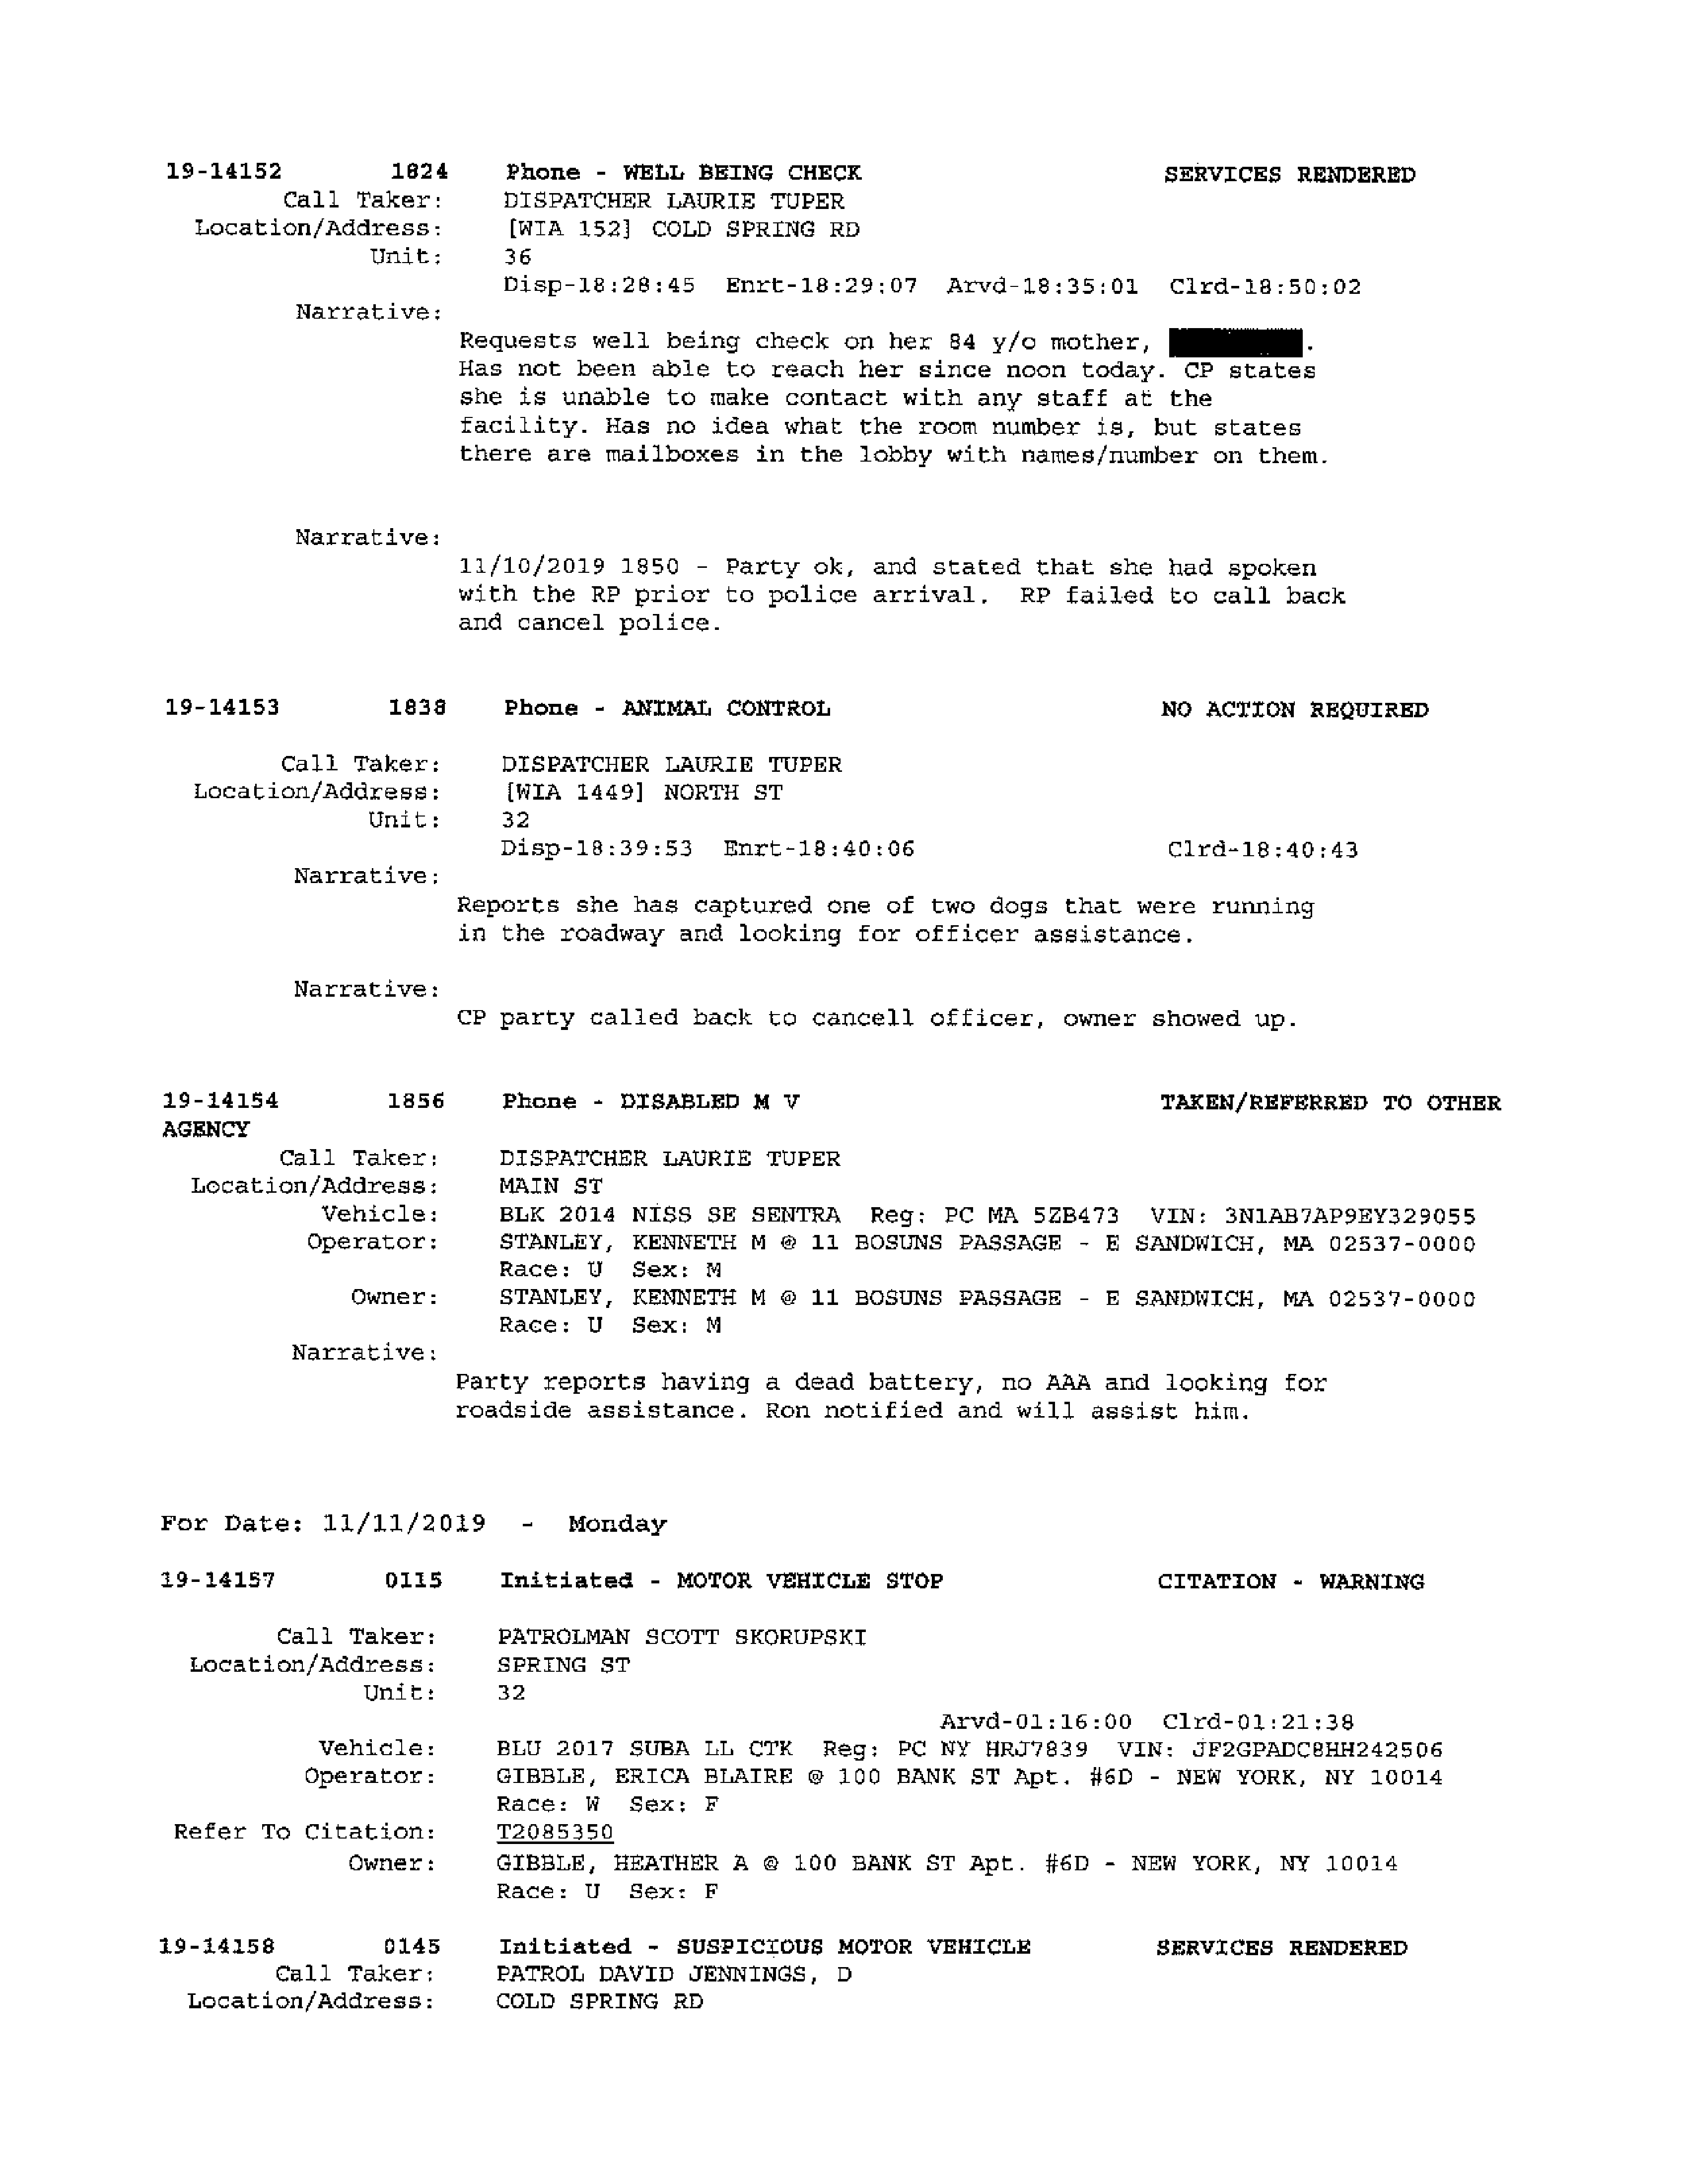 19-14152 1824 Phone - WELL BEING CHECK SERVICES RENDERED
Call Taker: DISPATCHER LAURIE TUPER
Location/Address: [WIA 152] COLD SPRING RD
Unit: 36
Disp-18:28:45 Enrt-18:29:07 Arvd-18:35:01 Clrd-18:50:02
Narrative:
Requests well being check on her 84 y/o mother, .
Has not been able to reach her since noon today. CP states
she is unable to make contact with any staff at the
facility. Has no idea what the room number is, but states
there are mailboxes in the lobby with names/number on them.
Narrative:
11/10/2019 1850 - Party ok, and stated that she had spoken
with the RP prior to police arrival. RP failed to call back
and cancel police.
19-14153 1838 Phone - ANIMAL CONTROL NO ACTION REQUIRED
Call Taker: DISPATCHER LAURIE TUPER
Location/Address: [WIA 1449] NORTH ST
Unit: 32
Disp-18:39:53 Enrt-18:40:06 Clrd-18:40:43
Narrative:
Reports she has captured one of two dogs that were running
in the roadway and looking for officer assistance.
Narrative:
CP party called back to cancell officer, owner showed up.
19-14154 1856 Phone - DISABLED M V TAKEN/REFERRED TO OTHER
AGENCY
Call Taker: DISPATCHER LAURIE TUPER
Location/Address: MAIN ST
Vehicle: BLK 2014 NISS SE SENTRA Reg: PC MA 5ZB473 VIN: 3N1AB7AP9EY329055
Operator: STANLEY, KENNETH M @ 11 BOSUNS PASSAGE - E SANDWICH, MA 02537-0000
Race: U Sex: M
Owner: STANLEY, KENNETH M @ 11 BOSUNS PASSAGE - E SANDWICH, MA 02537-0000
Race: U Sex: M
Narrative:
Party reports having a dead battery, no AAA and looking for
roadside assistance. Ron notified and will assist him.
For Date: 11/11/2019 - Monday
19-14157 0115 Initiated - MOTOR VEHICLE STOP CITATION - WARNING
Call Taker: PATROLMAN SCOTT SKORUPSKI
Location/Address: SPRING ST
Unit: 32
Arvd-01:16:00 Clrd-01:21:38
Vehicle: BLU 2017 SUBA LL CTK Reg: PC NY HRJ7839 VIN: JF2GPADC8HH242506
Operator: GIBBLE, ERICA BLAIRE @ 100 BANK ST Apt. #6D - NEW YORK, NY 10014
Race: W Sex: F
Refer To Citation: T2085350
Owner: GIBBLE, HEATHER A @ 100 BANK ST Apt. #6D - NEW YORK, NY 10014
Race: U Sex: F
19-14158 0145 Initiated - SUSPICIOUS MOTOR VEHICLE SERVICES RENDERED
Call Taker: PATROL DAVID JENNINGS, D
Location/Address: COLD SPRING RD